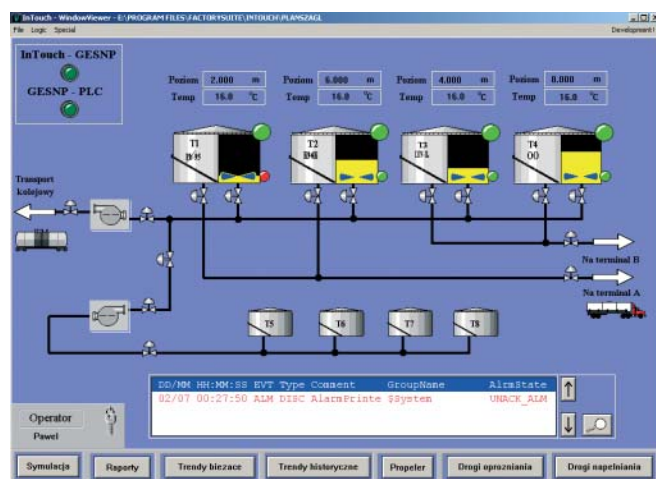 InTouch - WindowViewer - E:\PROGRAM FILES\FACTORYSUITE\INTOUCH\PLANSZAGL
File Logic Special Development!
InTouch - GESNP
GESNP - PLC
Poziom 2.000 m Poziom 6.000 m Poziom 4.000 m Poziom 8.000 m
Temp 16.0 °C Temp 16.0 °C Temp 16.0 °C Temp 16.0 °C
T1 T2 T3 T4
OO
Transport
kolejowy
Na terminal B
Na terminal A
T5 T6 T7 T8
DD/MM HH:MM:SS EVT Type Comment GroupName AlrmState
02/07 00:27:50 ALM DISC AlarmPrinte $System UNACK_ALM
Operator
Pawel
Symulacja Raporty Trendy biezace Trendy historyczne Propeler Drogi oprozniania Drogi napelniania